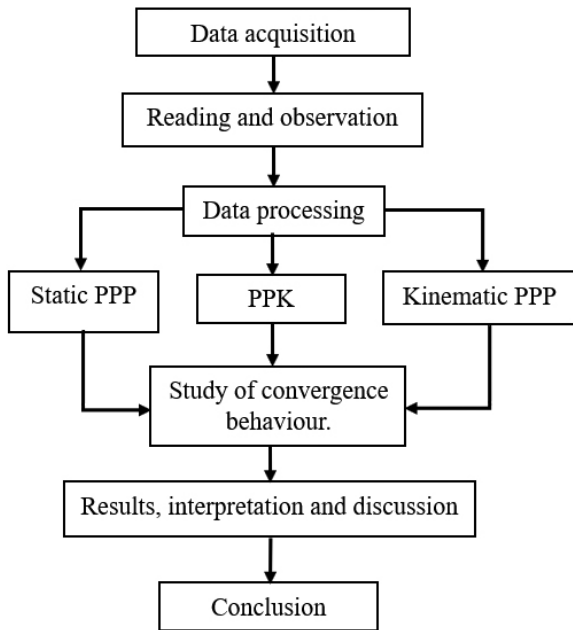 Data acquisition
Reading and observation
Data processing
Static PPP
PPK
Kinematic PPP
Study of convergence
behaviour.
Results, interpretation and discussion
Conclusion